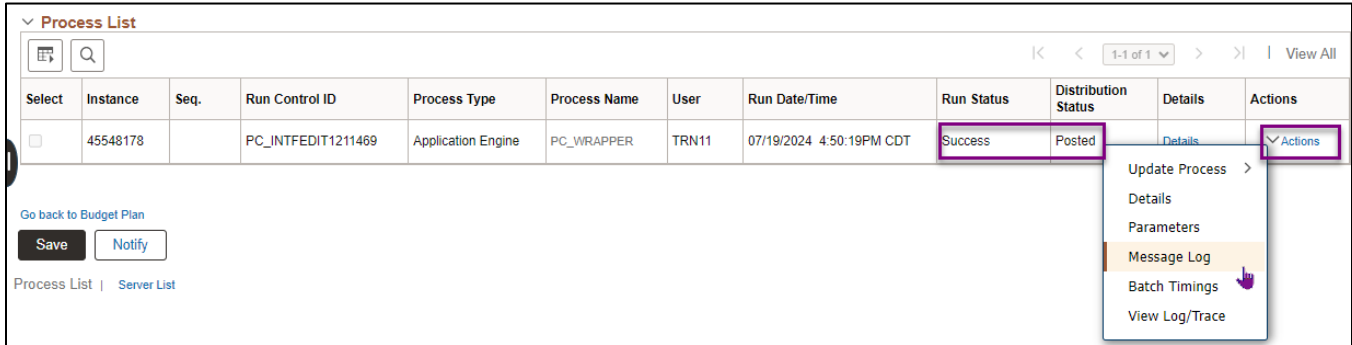 Process List
1-1 of 1
View All
Select Instance Seq. Run Control ID Process Type Process Name User Run Date/Time Run Status Distribution Status Details Actions
45548178 PC_INTFEDIT1211469 Application Engine PC_WRAPPER TRN11 07/19/2024 4:50:19PM CDT Success Posted Details Actions
Update Process
Details
Parameters
Message Log
Batch Timings
View Log/Trace
Go back to Budget Plan
Save Notify
Process List | Server List